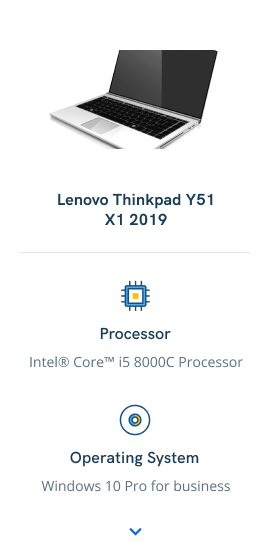 Lenovo Thinkpad Y51
X1 2019
Processor
Intel® Core™ i5 8000C Processor
Operating System
Windows 10 Pro for business